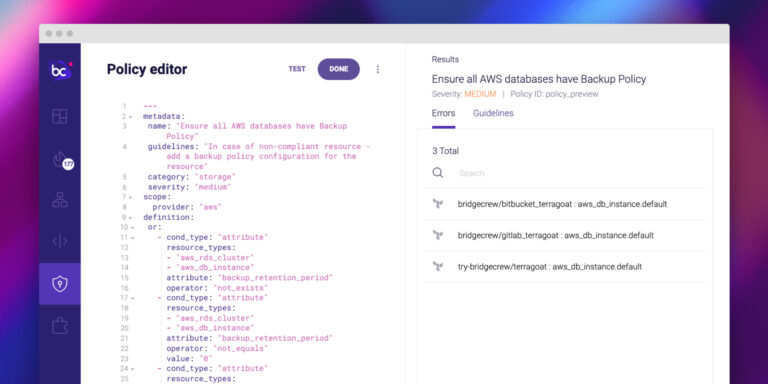 bc
Policy editor
TEST
DONE
1 ---
2 metadata:
3 name: "Ensure all AWS databases have Backup
Policy"
4 guidelines: "In case of non-compliant resource -
add a backup policy configuration for the
resource"
5 category: "storage"
6 severity: "medium"
7 scope:
8 provider: "aws"
9 definition:
10 or:
11 - cond_type: "attribute"
12 resource_types:
13 - "aws_rds_cluster"
14 - "aws_db_instance"
15 attribute: "backup_retention_period"
16 operator: "not_exists"
17 - cond_type: "attribute"
18 resource_types:
19 - "aws_rds_cluster"
20 - "aws_db_instance"
21 attribute: "backup_retention_period"
22 operator: "not_equals"
23 value: "0"
24 - cond_type: "attribute"
25 resource_types:
177
Results
Ensure all AWS databases have Backup Policy
Severity: MEDIUM | Policy ID: policy_preview
Errors Guidelines
3 Total
Search
bridgecrew/bitbucket_terragoat : aws_db_instance.default
bridgecrew/gitlab_terragoat : aws_db_instance.default
try-bridgecrew/terragoat : aws_db_instance.default